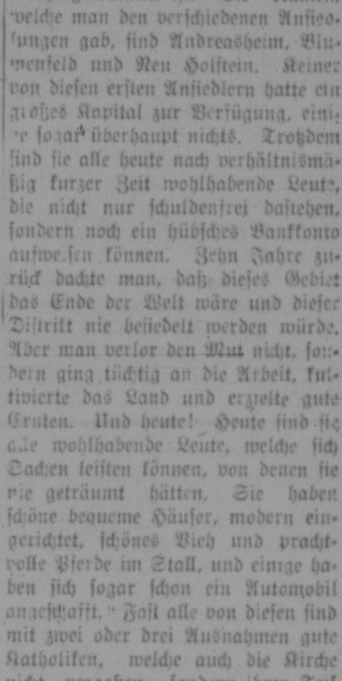 welche man den verschiedenen Ansied-
lungen gab, sind Andreasheim, Blu-
menfeld und Neu Holstein. Keiner
von diesen ersten Ansiedlern hatte ein
großes Kapital zur Verfügung, eini-
ge sogar überhaupt nichts. Trotzdem
sind sie alle heute nach verhältnismä-
ßig kurzer Zeit wohlhabende Leute,
die nicht nur schuldenfrei dastehen,
sondern noch ein hübsches Bankkonto
aufweisen können. Zehn Jahre zu-
rück dachte man, daß dieses Gebiet
das Ende der Welt wäre und dieser
Distrikt nie besiedelt werden würde.
Aber man verlor den Mut nicht, son-
dern ging tüchtig an die Arbeit, kul-
tivierte das Land und erzielte gute
Ernten. Und heute! Heute sind sie
alle wohlhabende Leute, welche sich
Sachen leisten können, von denen sie
nie geträumt hätten. Sie haben
schöne bequeme Häuser, modern ein-
gerichtet, schönes Vieh und pracht-
volle Pferde im Stall, und einige ha-
ben sich sogar schon ein Automobil
angeschafft. Fast alle von diesen sind
mit zwei oder drei Ausnahmen gute
Katholiken, welche auch die Kirche